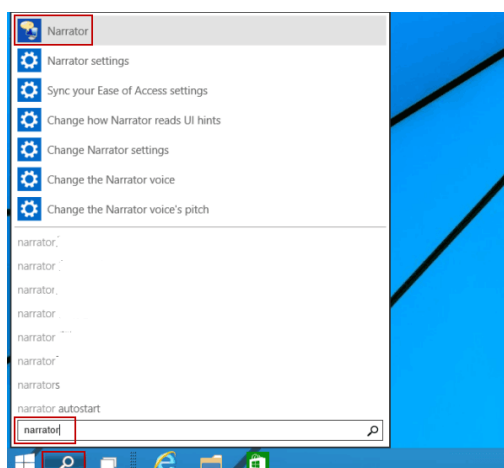 Narrator
Narrator settings
Sync your Ease of Access settings
Change how Narrator reads UI hints
Change Narrator settings
Change the Narrator voice
Change the Narrator voice's pitch
narrator
narrator
narrator
narrator
narrator
narrator
narrators
narrator autostart
narrator